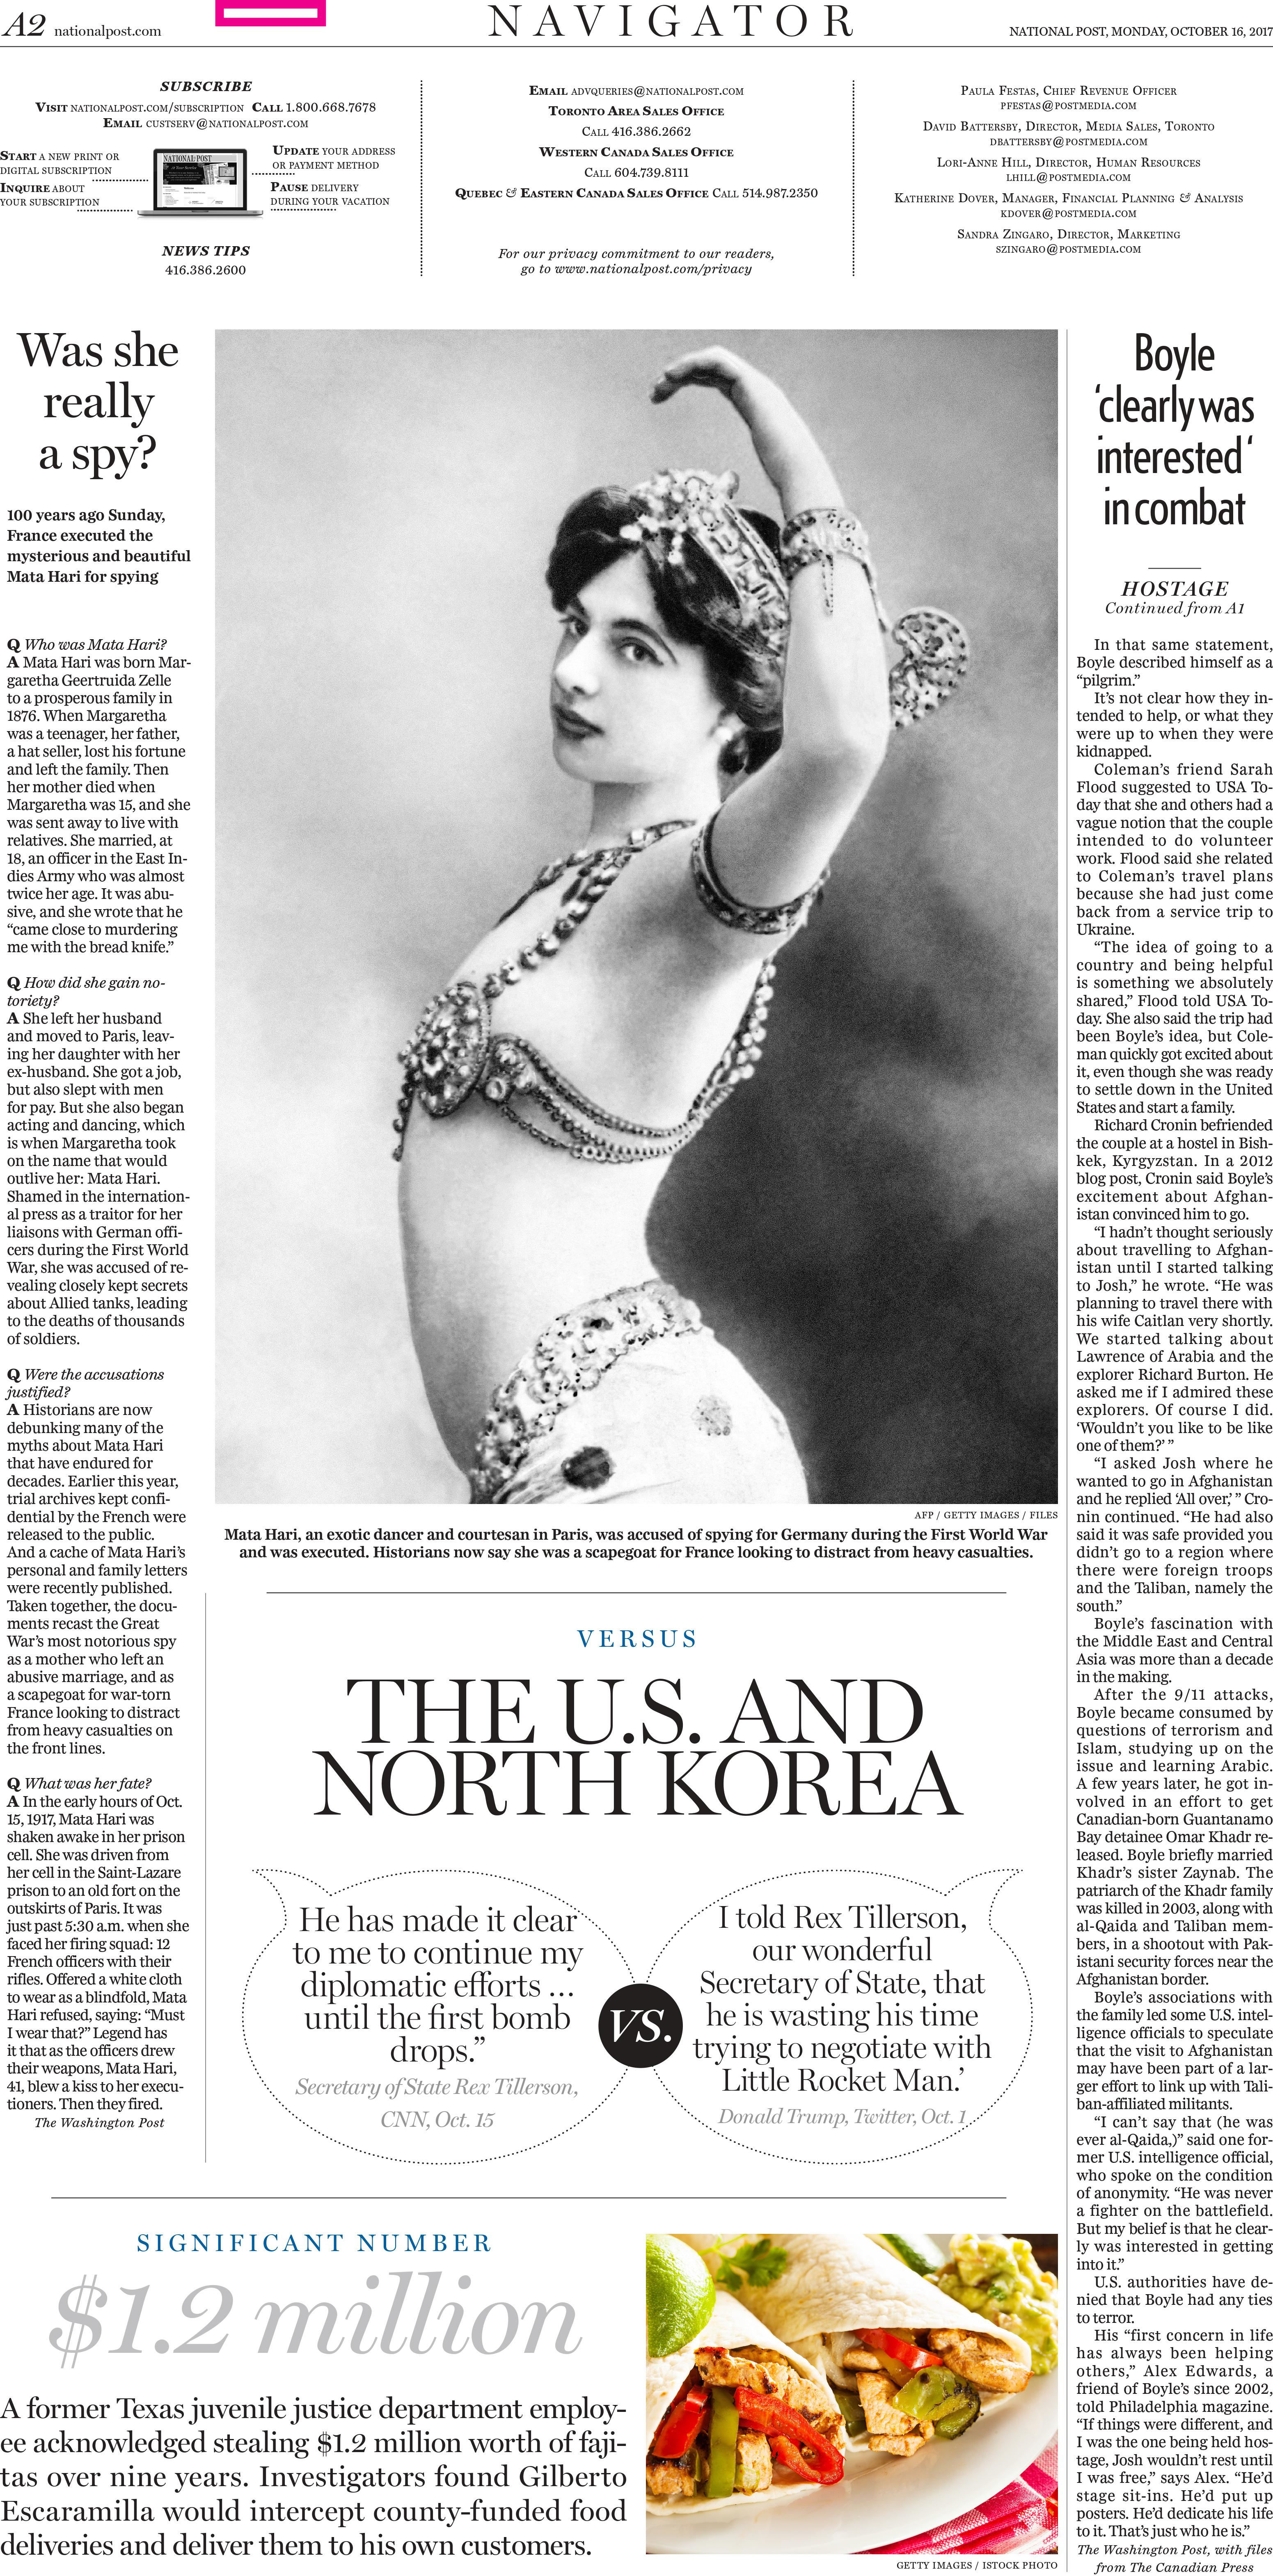 A2 nationalpost.com
NAVIGATOR
NATIONAL POST, MONDAY, OCTOBER 16, 2017
SUBSCRIBE
VISIT NATIONALPOST.COM/SUBSCRIPTION CALL 1.800.668.7678
EMAIL CUSTSERV@NATIONALPOST.COM
START A NEW PRINT OR
DIGITAL SUBSCRIPTION
INQUIRE ABOUT
YOUR SUBSCRIPTION
NATIONAL POST
UPDATE YOUR ADDRESS
OR PAYMENT METHOD
PAUSE DELIVERY
DURING YOUR VACATION
NEWS TIPS
416.386.2600
EMAIL ADVQUERIES@NATIONALPOST.COM
TORONTO AREA SALES OFFICE
CALL 416.386.2662
WESTERN CANADA SALES OFFICE
CALL 604.739.8111
QUEBEC & EASTERN CANADA SALES OFFICE CALL 514.987.2350
For our privacy commitment to our readers,
go to www.nationalpost.com/privacy
PAULA FESTAS, CHIEF REVENUE OFFICER
PFESTAS@POSTMEDIA.COM
DAVID BATTERSBY, DIRECTOR, MEDIA SALES, TORONTO
DBATTERSBY@POSTMEDIA.COM
LORI-ANNE HILL, DIRECTOR, HUMAN RESOURCES
LHILL@POSTMEDIA.COM
KATHERINE DOVER, MANAGER, FINANCIAL PLANNING & ANALYSIS
KDOVER@POSTMEDIA.COM
SANDRA ZINGARO, DIRECTOR, MARKETING
SZINGARO@POSTMEDIA.COM
Was she
really
a spy?
100 years ago Sunday,
France executed the
mysterious and beautiful
Mata Hari for spying
Q Who was Mata Hari?
A Mata Hari was born Mar-
garetha Geertruida Zelle
to a prosperous family in
1876. When Margaretha
was a teenager, her father,
a hat seller, lost his fortune
and left the family. Then
her mother died when
Margaretha was 15, and she
was sent away to live with
relatives. She married, at
18, an officer in the East In-
dies Army who was almost
twice her age. It was abu-
sive, and she wrote that he
“came close to murdering
me with the bread knife.”
Q How did she gain no-
toriety?
A She left her husband
and moved to Paris, leav-
ing her daughter with her
ex-husband. She got a job,
but also slept with men
for pay. But she also began
acting and dancing, which
is when Margaretha took
on the name that would
outlive her: Mata Hari.
Shamed in the internation-
al press as a traitor for her
liaisons with German offi-
cers during the First World
War, she was accused of re-
vealing closely kept secrets
about Allied tanks, leading
to the deaths of thousands
of soldiers.
Q Were the accusations
justified?
A Historians are now
debunking many of the
myths about Mata Hari
that have endured for
decades. Earlier this year,
trial archives kept confi-
dential by the French were
released to the public.
And a cache of Mata Hari’s
personal and family letters
were recently published.
Taken together, the docu-
ments recast the Great
War’s most notorious spy
as a mother who left an
abusive marriage, and as
a scapegoat for war-torn
France looking to distract
from heavy casualties on
the front lines.
Q What was her fate?
A In the early hours of Oct.
15, 1917, Mata Hari was
shaken awake in her prison
cell. She was driven from
her cell in the Saint-Lazare
prison to an old fort on the
outskirts of Paris. It was
just past 5:30 a.m. when she
faced her firing squad: 12
French officers with their
rifles. Offered a white cloth
to wear as a blindfold, Mata
Hari refused, saying: “Must
I wear that?” Legend has
it that as the officers drew
their weapons, Mata Hari,
41, blew a kiss to her execu-
tioners. Then they fired.
The Washington Post
AFP / GETTY IMAGES / FILES
Mata Hari, an exotic dancer and courtesan in Paris, was accused of spying for Germany during the First World War
and was executed. Historians now say she was a scapegoat for France looking to distract from heavy casualties.
VERSUS
THE U.S. AND
NORTH KOREA
He has made it clear
to me to continue my
diplomatic efforts ...
until the first bomb
drops.”
Secretary of State Rex Tillerson,
CNN, Oct. 15
VS.
I told Rex Tillerson,
our wonderful
Secretary of State, that
he is wasting his time
trying to negotiate with
Little Rocket Man.’
Donald Trump, Twitter, Oct. 1
SIGNIFICANT NUMBER
$1.2 million
A former Texas juvenile justice department employ-
ee acknowledged stealing $1.2 million worth of faji-
tas over nine years. Investigators found Gilberto
Escaramilla would intercept county-funded food
deliveries and deliver them to his own customers.
GETTY IMAGES / ISTOCK PHOTO
Boyle
‘clearly was
interested‘
in combat
HOSTAGE
Continued from A1
In that same statement,
Boyle described himself as a
“pilgrim.”
It’s not clear how they in-
tended to help, or what they
were up to when they were
kidnapped.
Coleman’s friend Sarah
Flood suggested to USA To-
day that she and others had a
vague notion that the couple
intended to do volunteer
work. Flood said she related
to Coleman’s travel plans
because she had just come
back from a service trip to
Ukraine.
“The idea of going to a
country and being helpful
is something we absolutely
shared,” Flood told USA To-
day. She also said the trip had
been Boyle’s idea, but Cole-
man quickly got excited about
it, even though she was ready
to settle down in the United
States and start a family.
Richard Cronin befriended
the couple at a hostel in Bish-
kek, Kyrgyzstan. In a 2012
blog post, Cronin said Boyle’s
excitement about Afghan-
istan convinced him to go.
“I hadn’t thought seriously
about travelling to Afghan-
istan until I started talking
to Josh,” he wrote. “He was
planning to travel there with
his wife Caitlan very shortly.
We started talking about
Lawrence of Arabia and the
explorer Richard Burton. He
asked me if I admired these
explorers. Of course I did.
‘Wouldn’t you like to be like
one of them?’ ”
“I asked Josh where he
wanted to go in Afghanistan
and he replied ‘All over,’ ” Cro-
nin continued. “He had also
said it was safe provided you
didn’t go to a region where
there were foreign troops
and the Taliban, namely the
south.”
Boyle’s fascination with
the Middle East and Central
Asia was more than a decade
in the making.
After the 9/11 attacks,
Boyle became consumed by
questions of terrorism and
Islam, studying up on the
issue and learning Arabic.
A few years later, he got in-
volved in an effort to get
Canadian-born Guantanamo
Bay detainee Omar Khadr re-
leased. Boyle briefly married
Khadr’s sister Zaynab. The
patriarch of the Khadr family
was killed in 2003, along with
al-Qaida and Taliban mem-
bers, in a shootout with Pak-
istani security forces near the
Afghanistan border.
Boyle’s associations with
the family led some U.S. intel-
ligence officials to speculate
that the visit to Afghanistan
may have been part of a lar-
ger effort to link up with Tali-
ban-affiliated militants.
“I can’t say that (he was
ever al-Qaida,)” said one for-
mer U.S. intelligence official,
who spoke on the condition
of anonymity. “He was never
a fighter on the battlefield.
But my belief is that he clear-
ly was interested in getting
into it.”
U.S. authorities have de-
nied that Boyle had any ties
to terror.
His “first concern in life
has always been helping
others,” Alex Edwards, a
friend of Boyle’s since 2002,
told Philadelphia magazine.
“If things were different, and
I was the one being held hos-
tage, Josh wouldn’t rest until
I was free,” says Alex. “He’d
stage sit-ins. He’d put up
posters. He’d dedicate his life
to it. That’s just who he is.”
The Washington Post, with files
from The Canadian Press